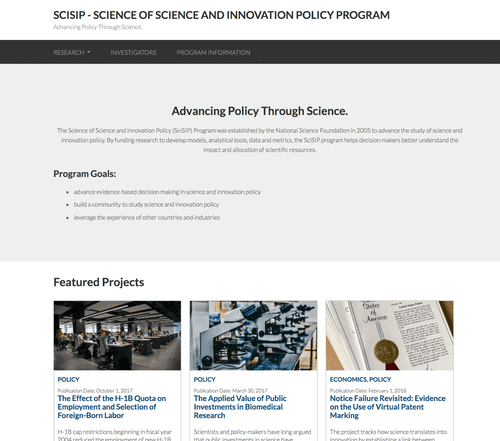 SCISIP - SCIENCE OF SCIENCE AND INNOVATION POLICY PROGRAM
Advancing Policy Through Science.
RESEARCH
INVESTIGATORS
PROGRAM INFORMATION
Advancing Policy Through Science.
The Science of Science and Innovation Policy (SciSIP) Program was established by the National Science Foundation in 2005 to advance the study of science and
innovation policy. By funding research to develop models, analytical tools, data and metrics, the SciSIP program helps decision makers better understand the
impact and allocation of scientific resources.
Program Goals:
advance evidence-based decision making in science and innovation policy
build a community to study science and innovation policy
leverage the experience of other countries and industries
Featured Projects
POLICY
Publication Date: October 1, 2017
The Effect of the H-1B Quota on
Employment and Selection of
Foreign-Born Labor
H-1B cap restrictions beginning in fiscal year
2004 reduced the employment of new H-1B
POLICY
Publication Date: March 30, 2017
The Applied Value of Public
Investments in Biomedical
Research
Scientists and policy-makers have long argued
that public investments in science have
States of
America
ECONOMICS, POLICY
Publication Date: February 1, 2018
Notice Failure Revisited: Evidence
on the Use of Virtual Patent
Marking
The project tracks how science translates into
innovation by establishing a link between